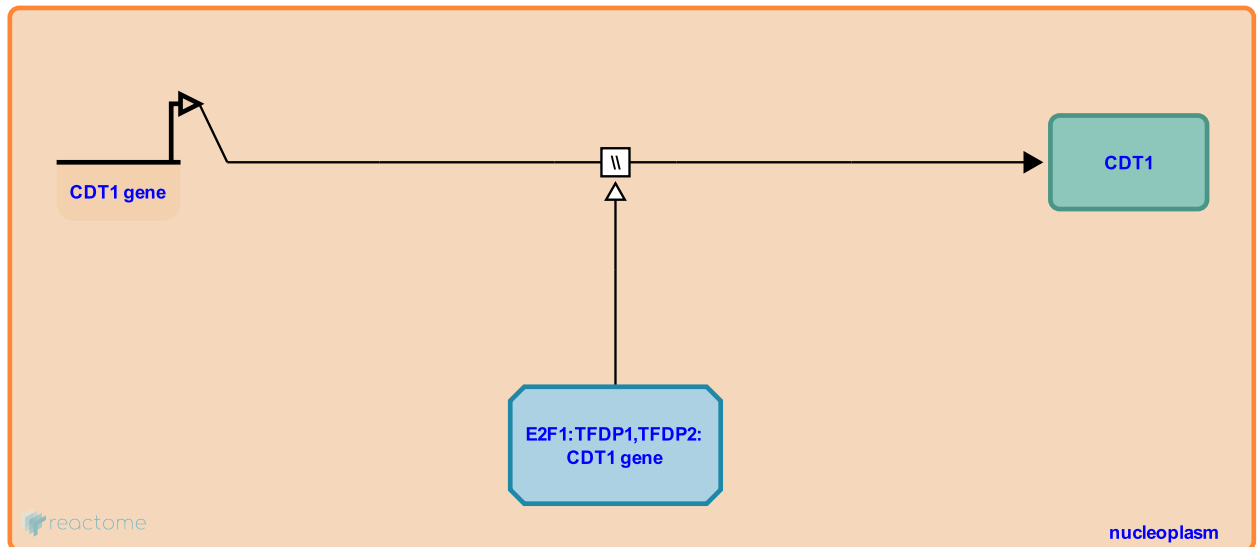 CDT1 gene
\\
CDT1
E2F1:TFDP1,TFDP2:
CDT1 gene
reactome
nucleoplasm